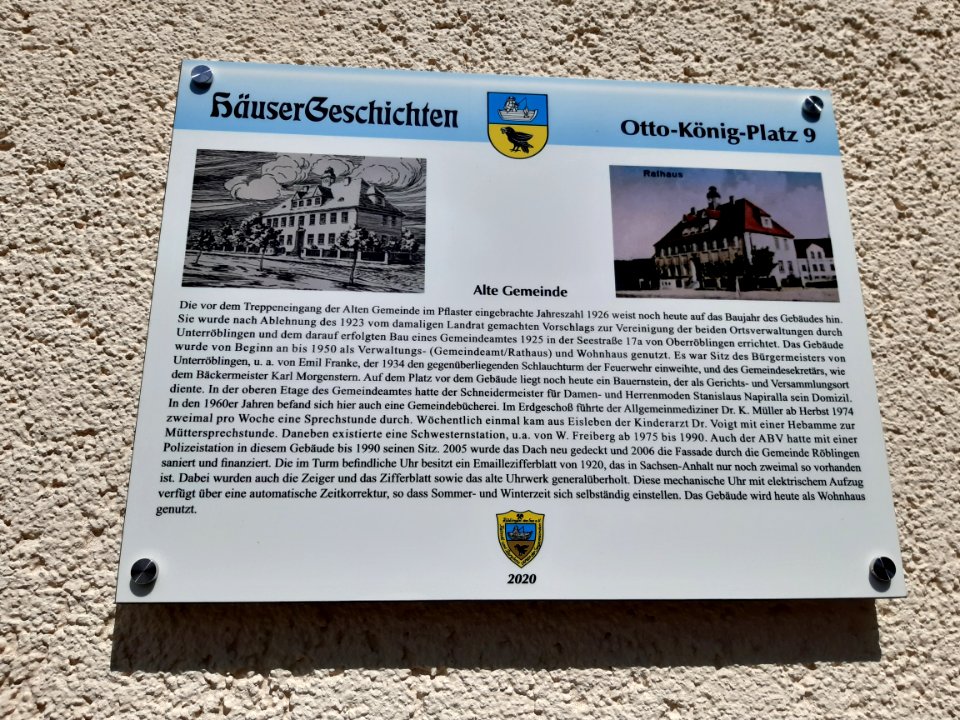 HäuserGeschichten
Otto-König-Platz 9
Rathaus
Alte Gemeinde
Die vor dem Treppeneingang der Alten Gemeinde im Pflaster eingebrachte Jahreszahl 1926 weist noch heute auf das Baujahr des Gebäudes hin.
Sie wurde nach Ablehnung des 1923 vom damaligen Landrat gemachten Vorschlags zur Vereinigung der beiden Ortsverwaltungen durch
Unterröblingen und dem darauf erfolgten Bau eines Gemeindeamtes 1925 in der Seestraße 17a von Oberröblingen errichtet. Das Gebäude
wurde von Beginn an bis 1950 als Verwaltungs- (Gemeindeamt/Rathaus) und Wohnhaus genutzt. Es war Sitz des Bürgermeisters von
Unterröblingen, u. a. von Emil Franke, der 1934 den gegenüberliegenden Schlauchturm der Feuerwehr einweihte, und des Gemeindesekretärs, wie
dem Bäckermeister Karl Morgenstern. Auf dem Platz vor dem Gebäude liegt noch heute ein Bauernstein, der als Gerichts- und Versammlungsort
diente. In der oberen Etage des Gemeindeamtes hatte der Schneidermeister für Damen- und Herrenmoden Stanislaus Napiralla sein Domizil.
In den 1960er Jahren befand sich hier auch eine Gemeindebücherei. Im Erdgeschoß führte der Allgemeinmediziner Dr. K. Müller ab Herbst 1974
zweimal pro Woche eine Sprechstunde durch. Wöchentlich einmal kam aus Eisleben der Kinderarzt Dr. Voigt mit einer Hebamme zur
Müttersprechstunde. Daneben existierte eine Schwesternstation, u.a. von W. Freiberg ab 1975 bis 1990. Auch der ABV hatte mit einer
Polizeistation in diesem Gebäude bis 1990 seinen Sitz. 2005 wurde das Dach neu gedeckt und 2006 die Fassade durch die Gemeinde Röblingen
saniert und finanziert. Die im Turm befindliche Uhr besitzt ein Emaillezifferblatt von 1920, das in Sachsen-Anhalt nur noch zweimal so vorhanden
ist. Dabei wurden auch die Zeiger und das Zifferblatt sowie das alte Uhrwerk generalüberholt. Diese mechanische Uhr mit elektrischem Aufzug
verfügt über eine automatische Zeitkorrektur, so dass Sommer- und Winterzeit sich selbständig einstellen. Das Gebäude wird heute als Wohnhaus
genutzt.
2020